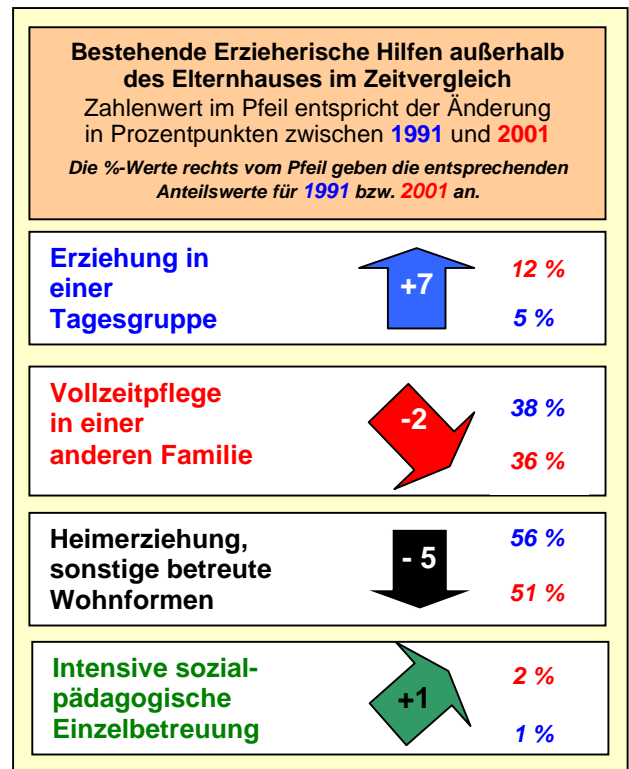 Bestehende Erzieherische Hilfen außerhalb
des Elternhauses im Zeitvergleich
Zahlenwert im Pfeil entspricht der Änderung
in Prozentpunkten zwischen 1991 und 2001
Die %-Werte rechts vom Pfeil geben die entsprechenden
Anteilswerte für 1991 bzw. 2001 an.
Erziehung in
einer
Tagesgruppe
+7
12 %
5 %
Vollzeitpflege
in einer
anderen Familie
-2
38 %
36 %
Heimerziehung,
sonstige betreute
Wohnformen
- 5
56 %
51 %
Intensive sozial-
pädagogische
Einzelbetreuung
+1
2 %
1 %